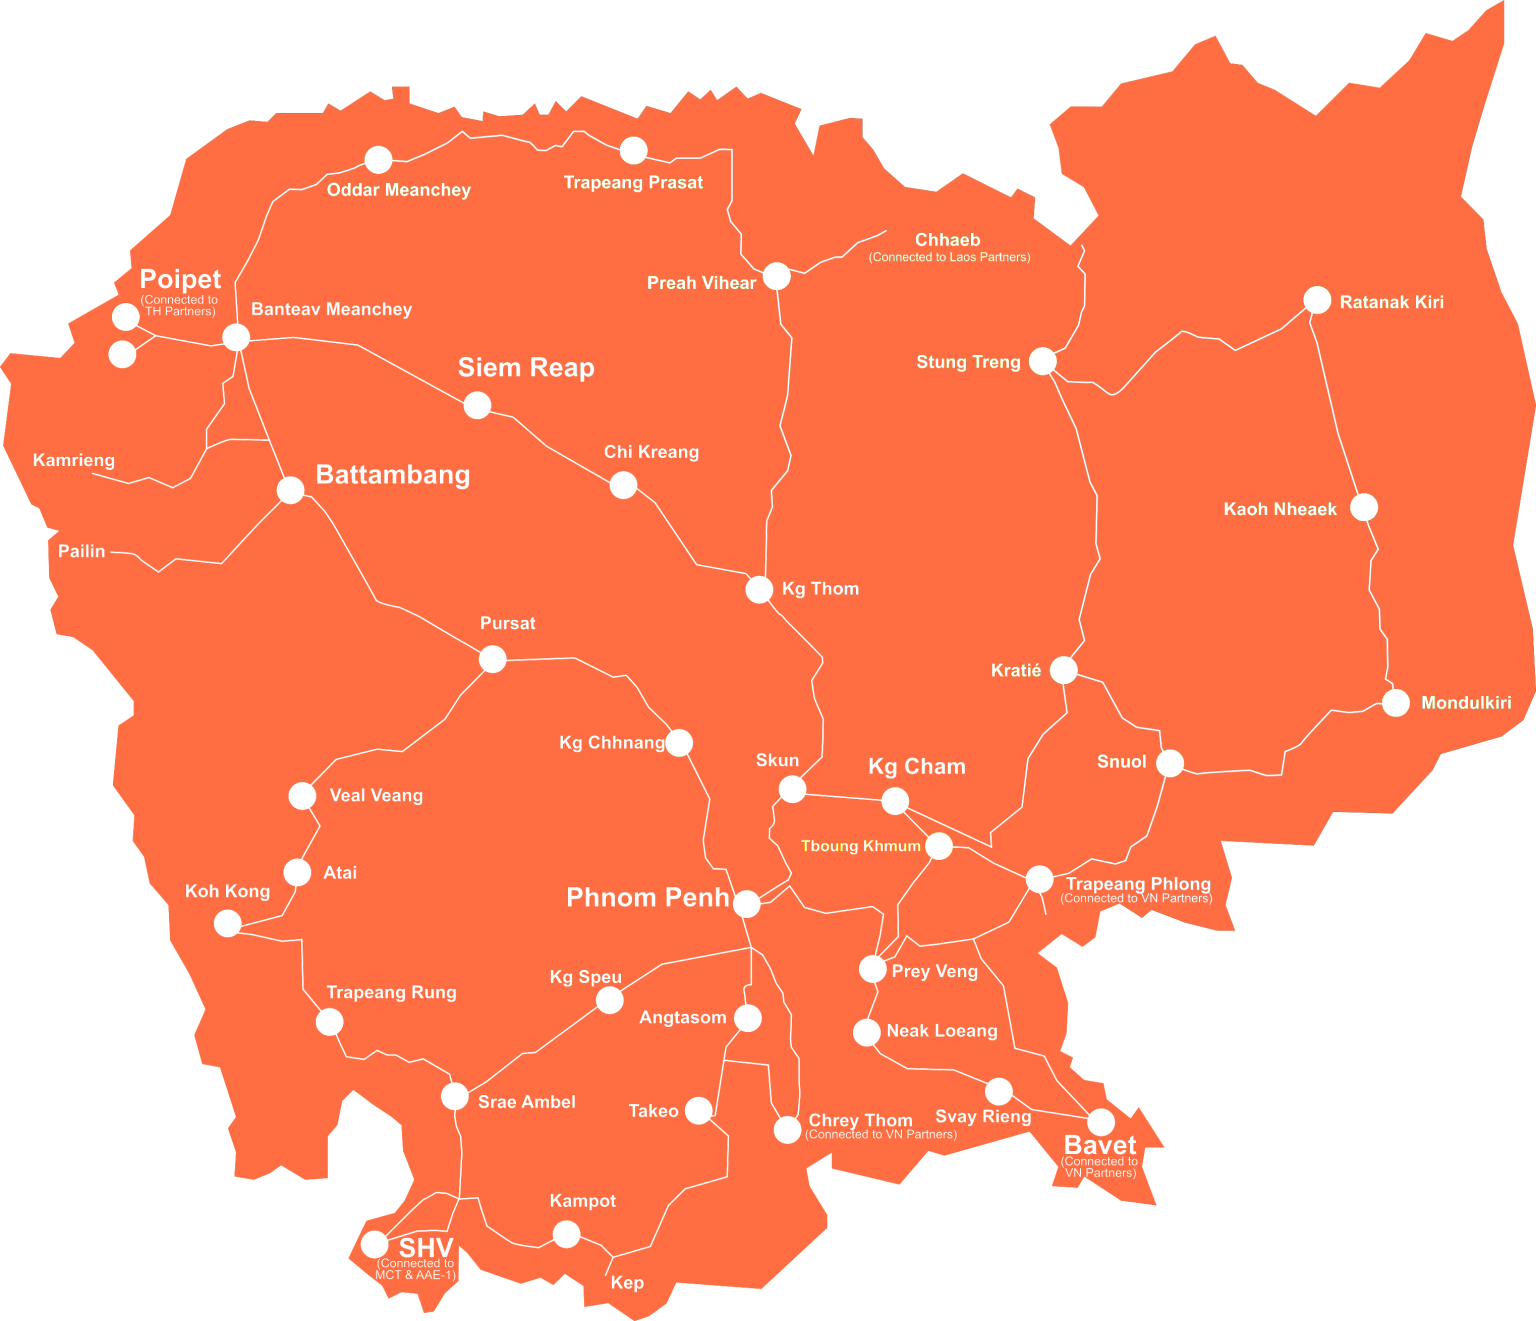 Oddar Meanchey
Trapeang Prasat
Chhaeb
(Connected to Laos Partners)
Poipet
(Connected to
TH Partners)
Preah Vihear
Banteav Meanchey
Ratanak Kiri
Siem Reap
Stung Treng
Kamrieng
Chi Kreang
Battambang
Kaoh Nheaek
Pailin
Kg Thom
Pursat
Kratié
Mondulkiri
Kg Chhnang
Skun
Kg Cham
Snuol
Veal Veang
Tboung Khmum
Atai
Koh Kong
Phnom Penh
Trapeang Phlong
(Connected to VN Partners)
Kg Speu
Prey Veng
Trapeang Rung
Angtasom
Neak Loeang
Srae Ambel
Takeo
Chrey Thom
(Connected to VN Partners)
Svay Rieng
Bavet
(Connected to
VN Partners)
Kampot
SHV
(Connected to
MCT & AAE-1)
Kep